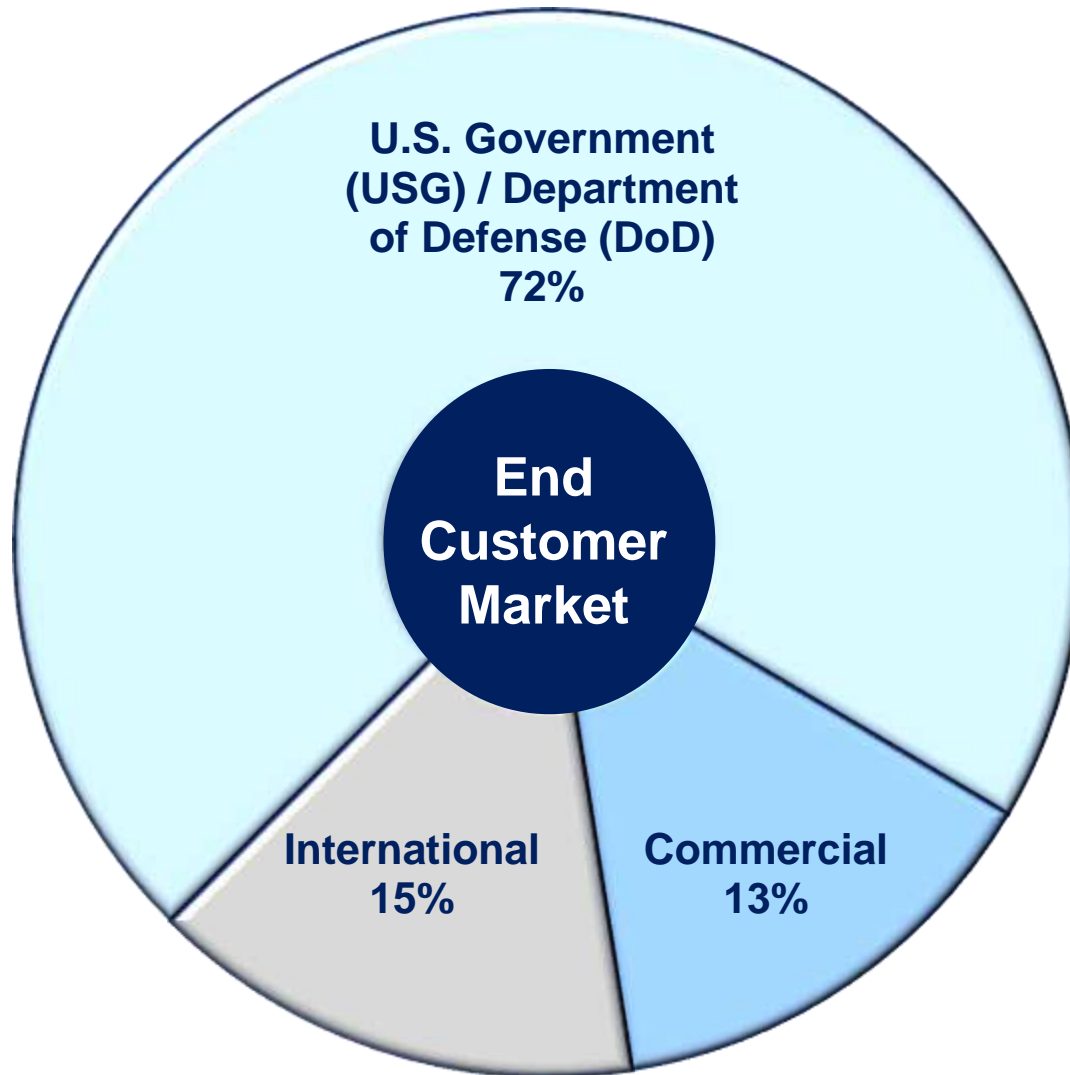 U.S. Government
(USG) / Department
of Defense (DoD)
72%
End
Customer
Market
International
15%
Commercial
13%